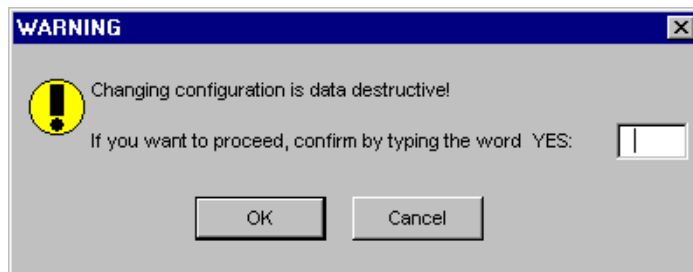 WARNING
Changing configuration is data destructive!
If you want to proceed, confirm by typing the word YES:
OK Cancel